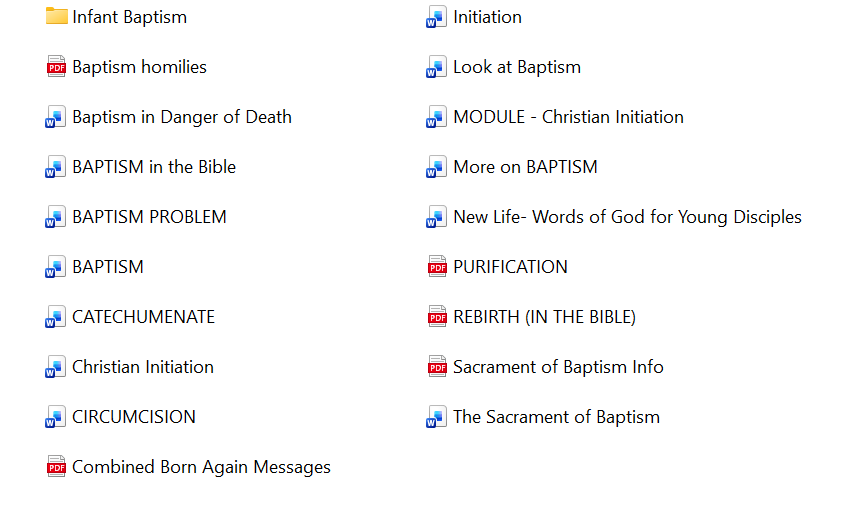 Infant Baptism
Baptism homilies
Baptism in Danger of Death
BAPTISM in the Bible
BAPTISM PROBLEM
BAPTISM
CATECHUMENATE
Christian Initiation
CIRCUMCISION
Combined Born Again Messages
Initiation
Look at Baptism
MODULE - Christian Initiation
More on BAPTISM
New Life- Words of God for Young Disciples
PURIFICATION
REBIRTH (IN THE BIBLE)
Sacrament of Baptism Info
The Sacrament of Baptism